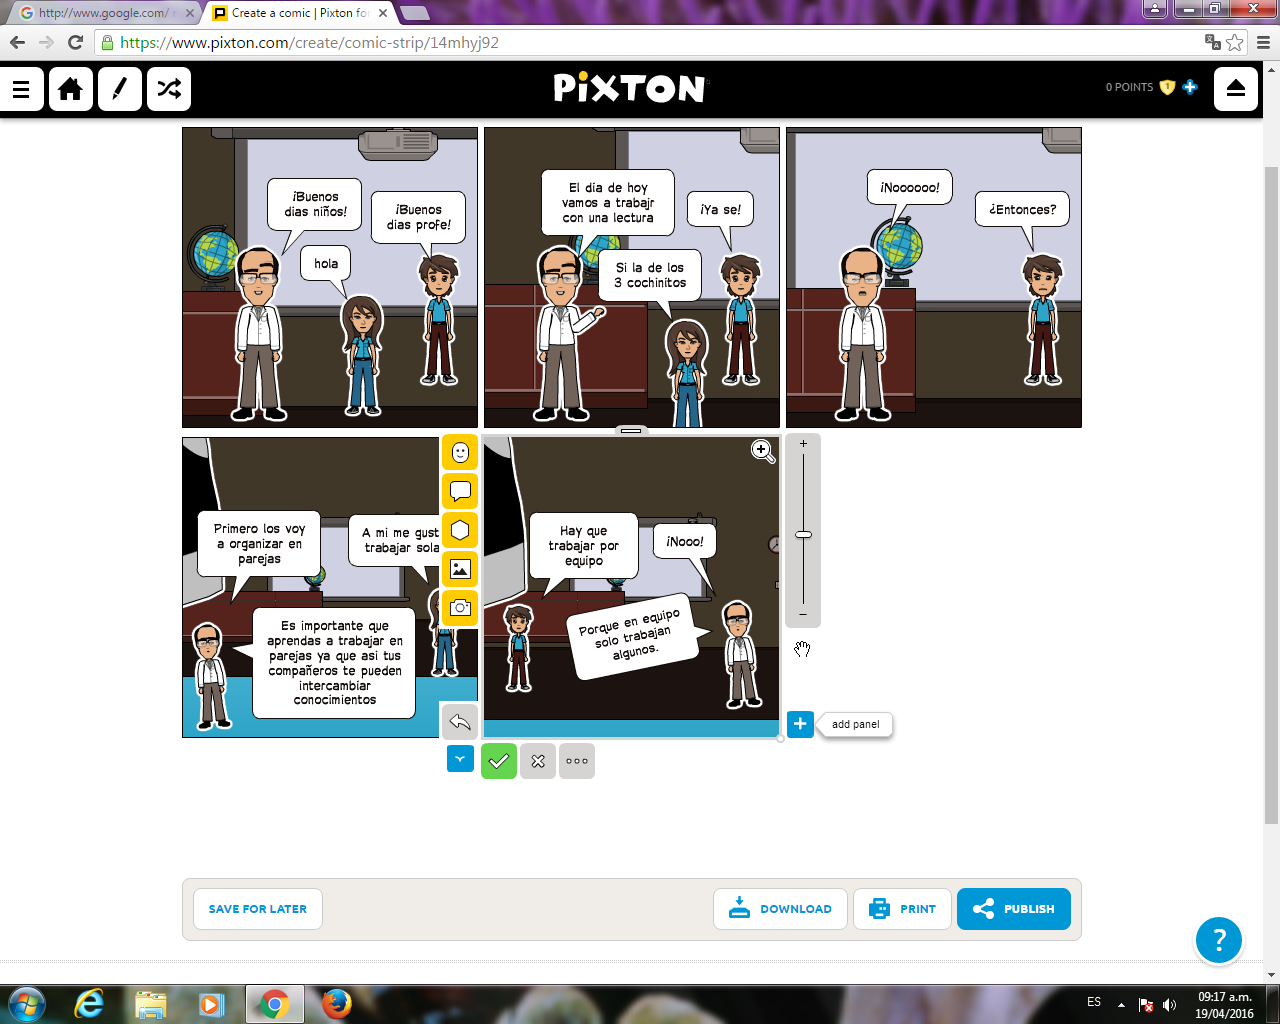 http://www.google.com/
Create a comic | Pixton fo
https://www.pixton.com/create/comic-strip/14mhyj92
PiXTON
0 POINTS
1
¡Buenos
dias niños!
¡Buenos
dias profe!
hola
El dia de hoy
vamos a trabajr
con una lectura
¡Ya se!
Si la de los
3 cochinitos
¡Noooooo!
¿Entonces?
Primero los voy
a organizar en
parejas
A mi me gust
trabajar sola
Es importante que
aprendas a trabajar en
parejas ya que asi tus
compañeros te pueden
intercambiar
conocimientos
Hay que
trabajar por
equipo
¡Nooo!
Porque en equipo
solo trabajan
algunos.
add panel
SAVE FOR LATER
DOWNLOAD
PRINT
PUBLISH
?
ES
09:17 a.m.
19/04/2016